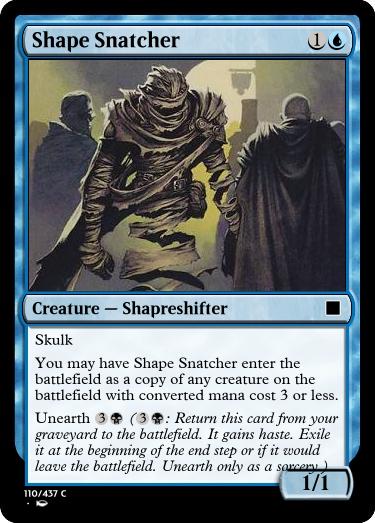 Shape Snatcher 1
Creature — Shapreshifter
Skulk
You may have Shape Snatcher enter the
battlefield as a copy of any creature on the
battlefield with converted mana cost 3 or less.
Unearth 3 (3 : Return this card from your
graveyard to the battlefield. It gains haste. Exile
it at the beginning of the end step or if it would
leave the battlefield. Unearth only as a sorcery.)
1/1
110/437 C